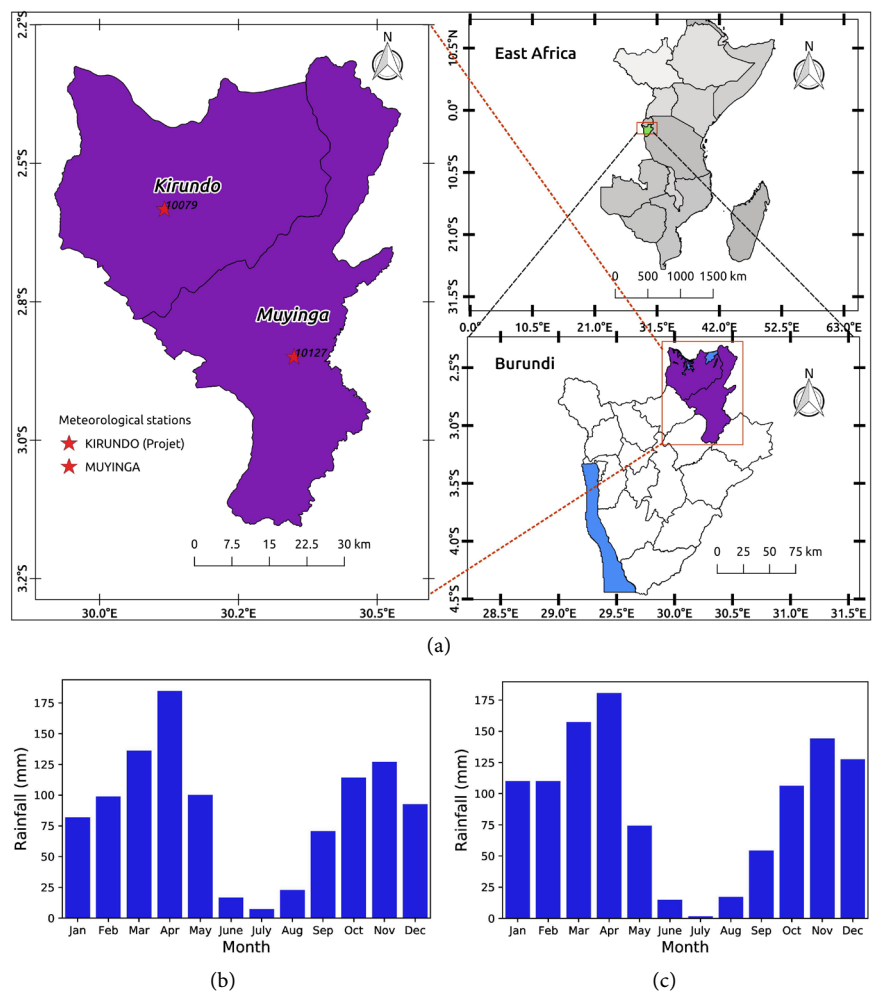 2.2°S
2.5°S
2.8°S
3.0°S
3.2°S
N
Kirundo
10079
Muyinga
10127
Meteorological stations
KIRUNDO (Projet)
MUYINGA
0 7.5 15 22.5 30 km
30.0°E 30.2°E 30.5°E
East Africa
N
10.5°N
0.0°
10.5°S
21.0°S
31.5°S
0 500 1000 1500 km
0.0° 10.5°E 21.0°E 31.5°E 42.0°E 52.5°E 63.0°E
Burundi
N
2.5°S
3.0°S
3.5°S
4.0°S
4.5°S
0 25 50 75 km
28.5°E 29.0°E 29.5°E 30.0°E 30.5°E 31.0°E 31.5°E
(a)
Rainfall (mm)
175
150
125
100
75
50
25
0
Jan Feb Mar Apr May June July Aug Sep Oct Nov Dec
Month
(b)
Rainfall (mm)
175
150
125
100
75
50
25
0
Jan Feb Mar Apr May June July Aug Sep Oct Nov Dec
Month
(c)